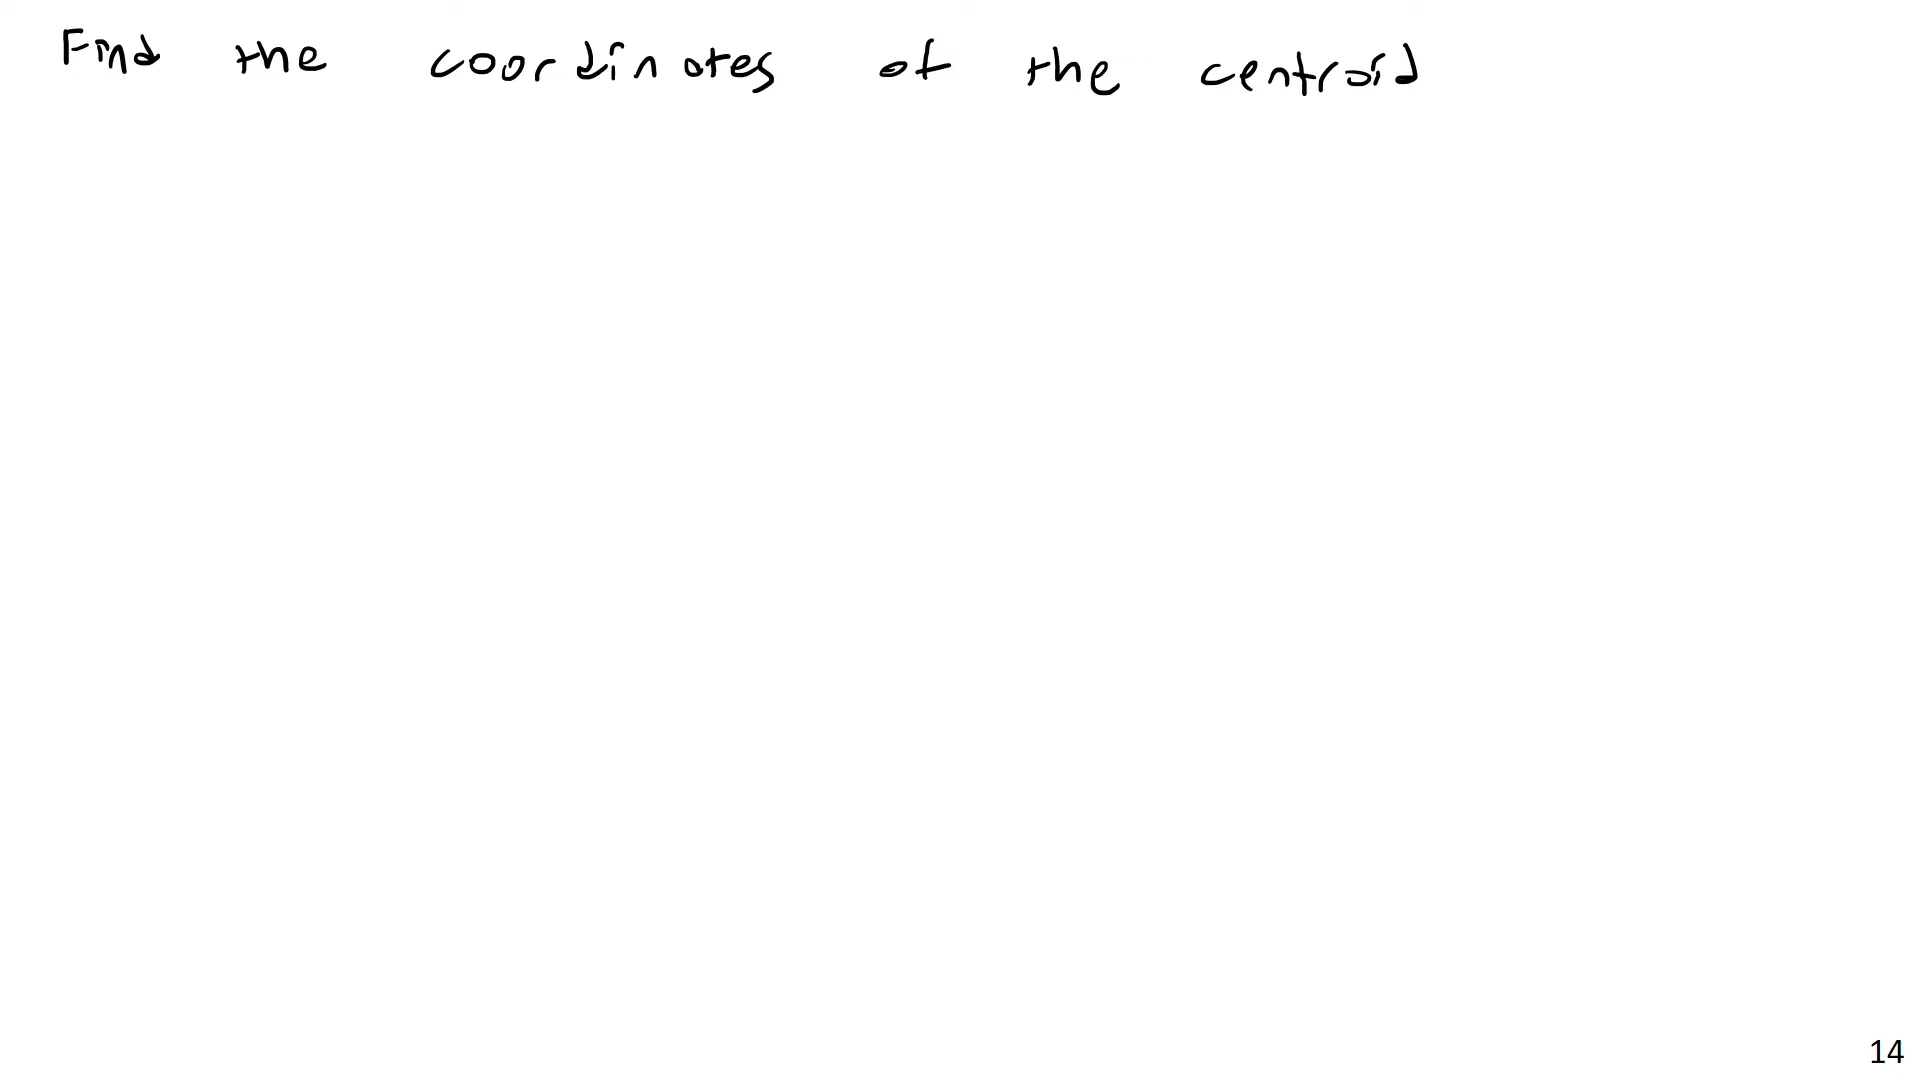 Find the coordinates of the centroid
14